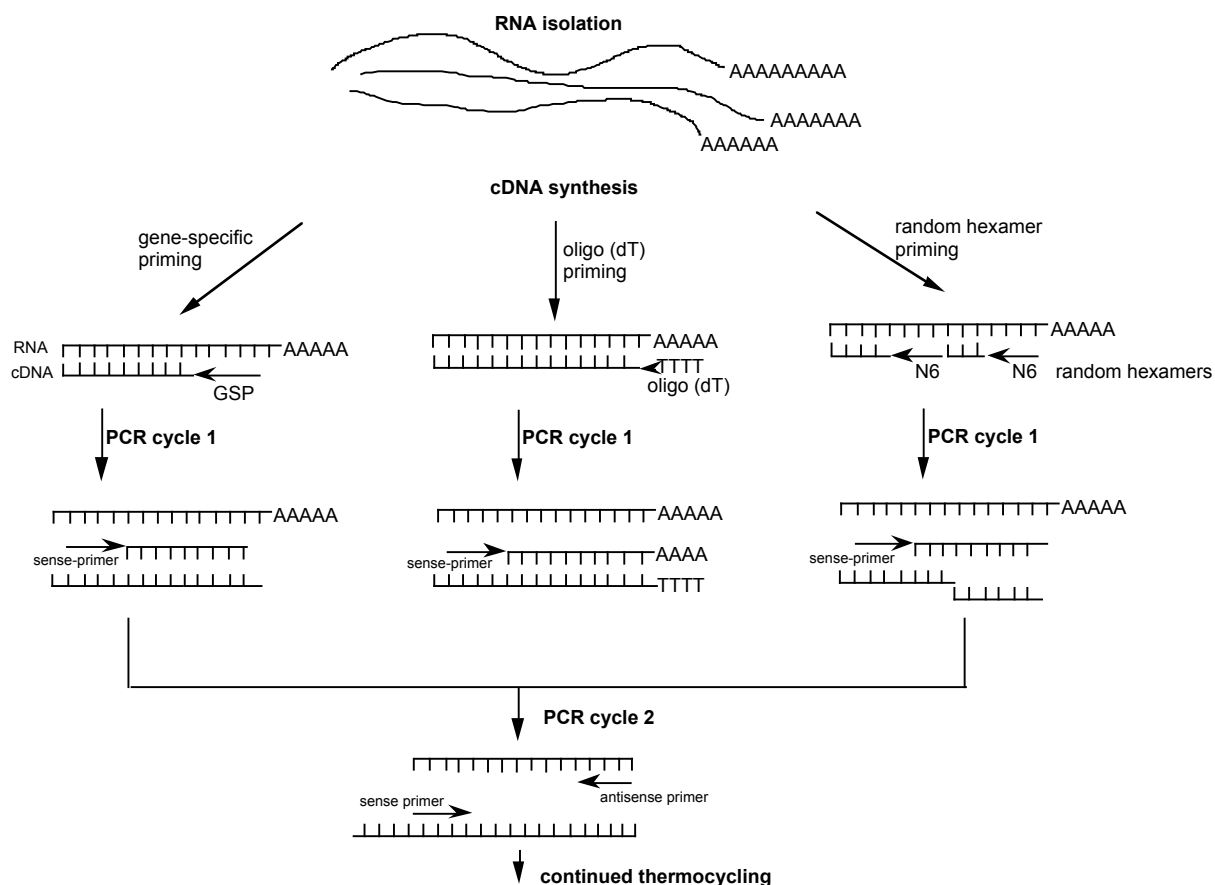 RNA isolation
AAAAAAAAA
AAAAAAA
AAAAAA
cDNA synthesis
gene-specific
priming
oligo (dT)
priming
random hexamer
priming
RNA
AAAAA
cDNA
GSP
AAAAA
TTTT
oligo (dT)
AAAAA
N6
N6
random hexamers
PCR cycle 1
PCR cycle 1
PCR cycle 1
AAAAA
sense-primer
AAAAA
AAAA
sense-primer
TTTT
AAAAA
sense-primer
PCR cycle 2
antisense primer
sense primer
continued thermocycling